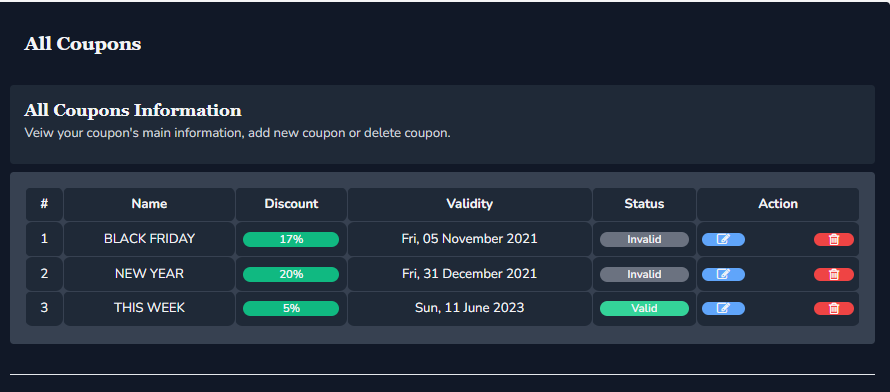 All Coupons
All Coupons Information
Veiw your coupon's main information, add new coupon or delete coupon.
# Name Discount Validity Status Action
1 BLACK FRIDAY 17% Fri, 05 November 2021 Invalid
2 NEW YEAR 20% Fri, 31 December 2021 Invalid
3 THIS WEEK 5% Sun, 11 June 2023 Valid